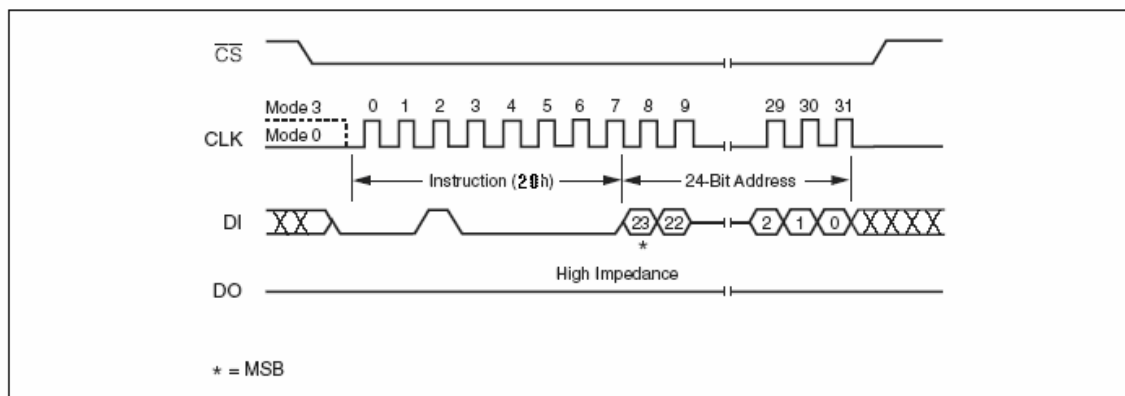 CS
Mode 3
0 1 2 3 4 5 6 7 8 9 29 30 31
CLK
Mode 0
Instruction (20h)
24-Bit Address
DI
23 22 2 1 0
*
High Impedance
DO
* = MSB